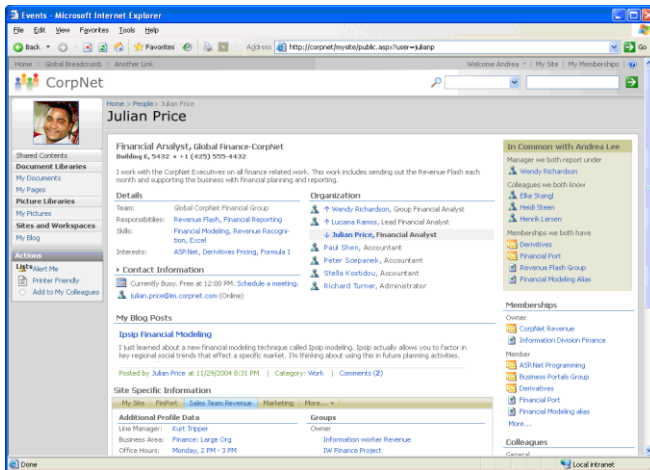 Events - Microsoft Internet Explorer
File Edit View Favorites Tools Help
Back Favorites Address http://corpnet/mysite/public.aspx?user=julianp Go
Home > Global Breadcrumb > Another Link
Welcome Andrea | My Site | My Memberships |
CorpNet
Home > People > Julian Price
Julian Price
Shared Contents
Document Libraries
My Documents
My Pages
Picture Libraries
My Pictures
Sites and Workspaces
My Blog
Actions
Lists
Alert Me
Printer Friendly
Add to My Colleagues
Financial Analyst, Global Finance-CorpNet
Building E, 5432 • +1 (425) 555-4432
I work with the CorpNet Executives on all finance related work. This work includes sending out the Revenue Flash each
month and supporting the business with financial planning and reporting.
Details
Team: Global CorpNet Financial Group
Responsibilities: Revenue Flash, Financial Reporting
Skills: Financial Modeling, Revenue Recogni-
tion, Excel
Interests: ASP.Net, Derivitives Pricing, Formula 1
Contact Information
Currently Busy. Free at 12:00 PM. Schedule a meeting.
julian.price@im.corpnet.com (Online)
Organization
Wendy Richardson, Group Financial Analyst
Luciana Ramos, Lead Financial Analyst
Julian Price, Financial Analyst
Paul Shen, Accountant
Peter Scepanek, Accountant
Stella Kostidou, Accountant
Richard Turner, Administrator
My Blog Posts
Ipsip Financial Modeling
I just learned about a new financial modeling technique called Ipsip modeling. Ipsip actually allows you to factor in
key regional social trends that effect a specific market. I'm thinking about using this in future planning activities.
Posted by Julian Price at 11/29/2004 8:31 PM | Category: Work | Comments (2)
Site Specific Information
My Site | FinPort | Sales Team Revenue | Marketing | More...
Additional Profile Data
Line Manager: Kurt Tripper
Business Area: Finance: Large Org
Office Hours: Monday, 2 PM - 3 PM
Groups
Owner
Information worker Revenue
IW Finance Project
In Common with Andrea Lee
Manager we both report under
Wendy Richardson
Colleagues we both know
Elke Stangl
Heidi Steen
Henrik Larsen
Memberships we both have
Derivitives
Financial Port
Revenue Flash Group
Financial Modeling Alias
Memberships
Owner
CorpNet Revenue
Information Division Finance
Member
ASP.Net Programming
Business Portals Group
Derivatives
Financial Port
Financial Modeling alias
More...
Colleagues
General
Done
Local intranet